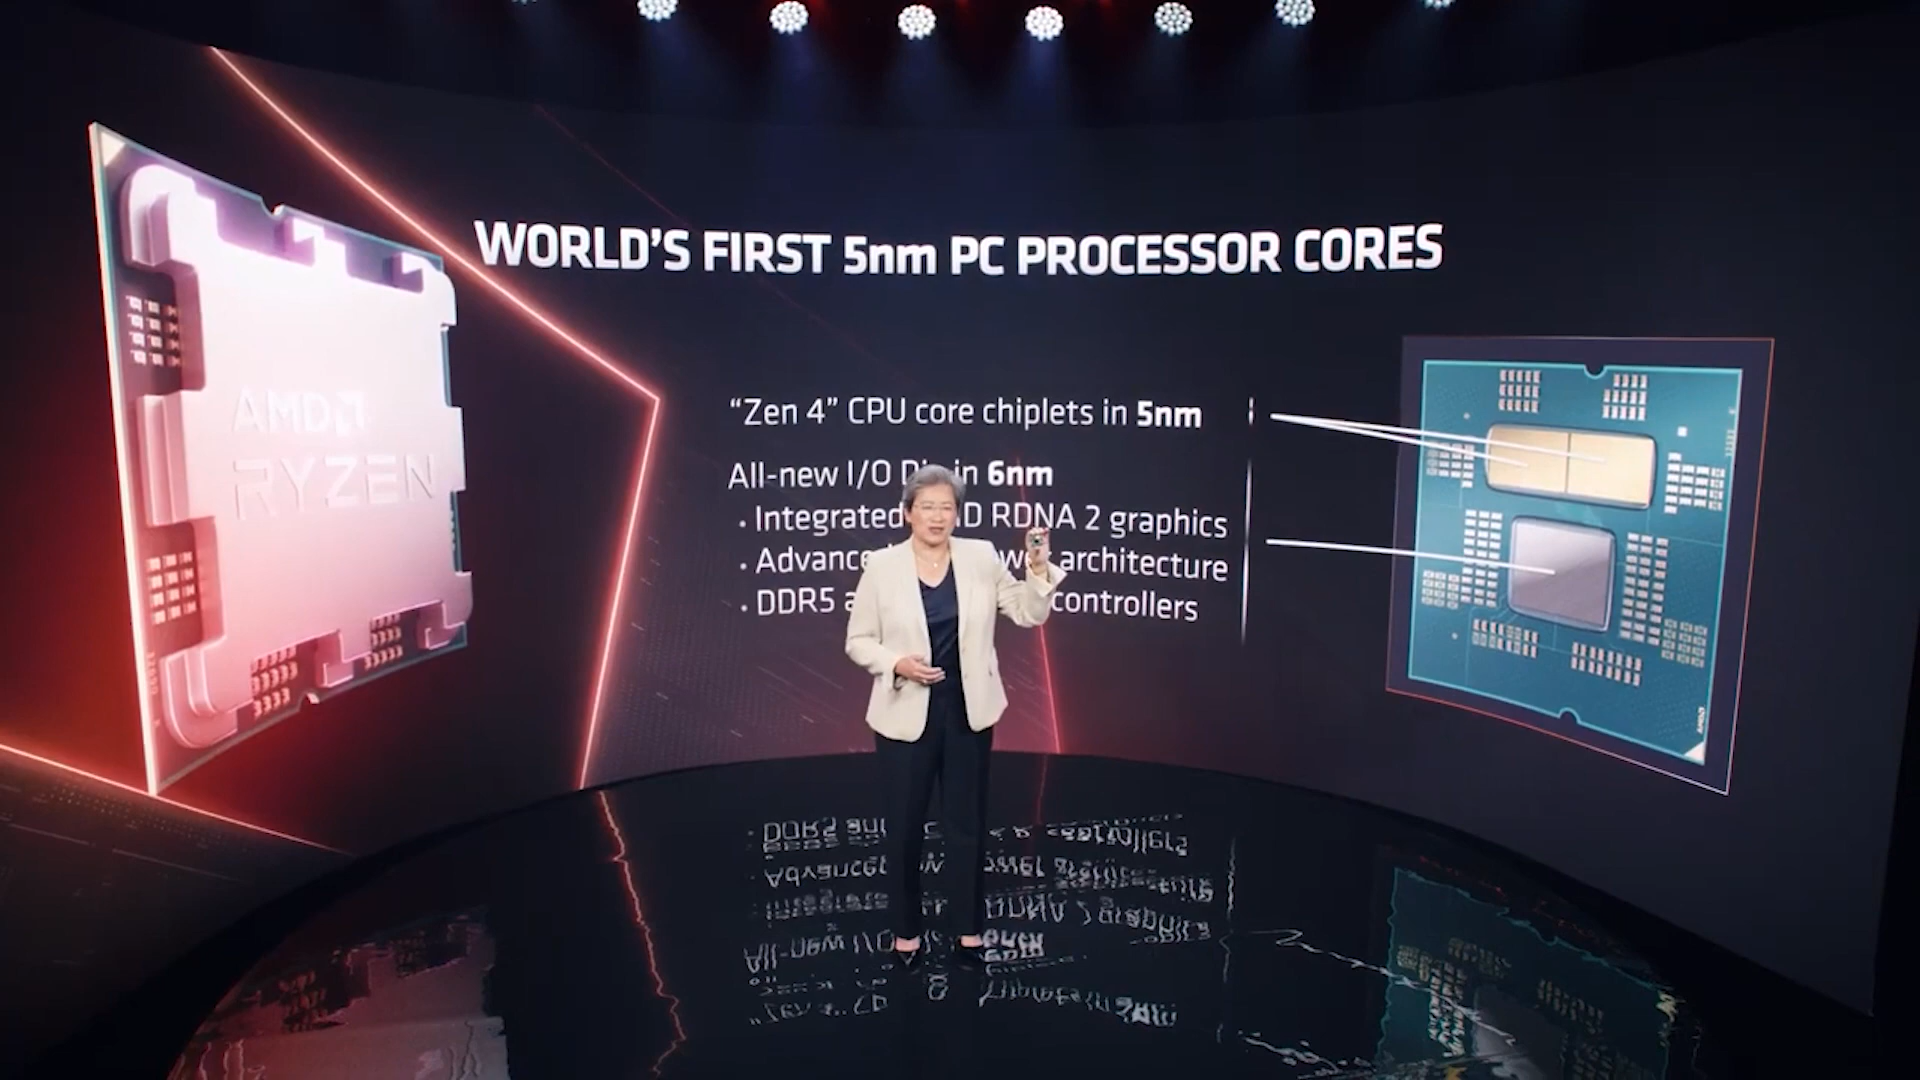 WORLD'S FIRST 5nm PC PROCESSOR CORES
AMD
RYZEN
“Zen 4” CPU core chiplets in 5nm
All-new I/O in 6nm
• Integrated RDNA 2 graphics
• architecture
• DDR5 controllers
AMD